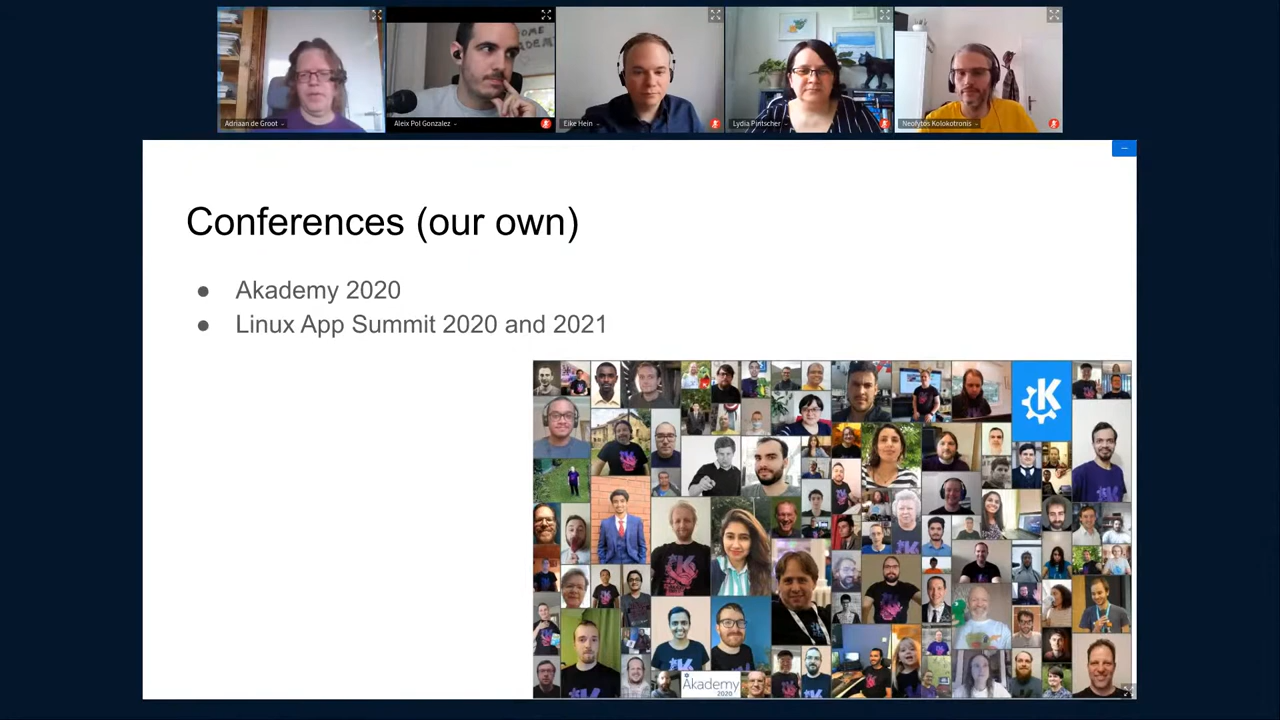 Adriaan de Groot
Aleix Pol Gonzalez
Eike Hein
Lydia Pintscher
Neofytos Kolokotronis
Conferences (our own)
Akademy 2020
Linux App Summit 2020 and 2021
Akademy
2020